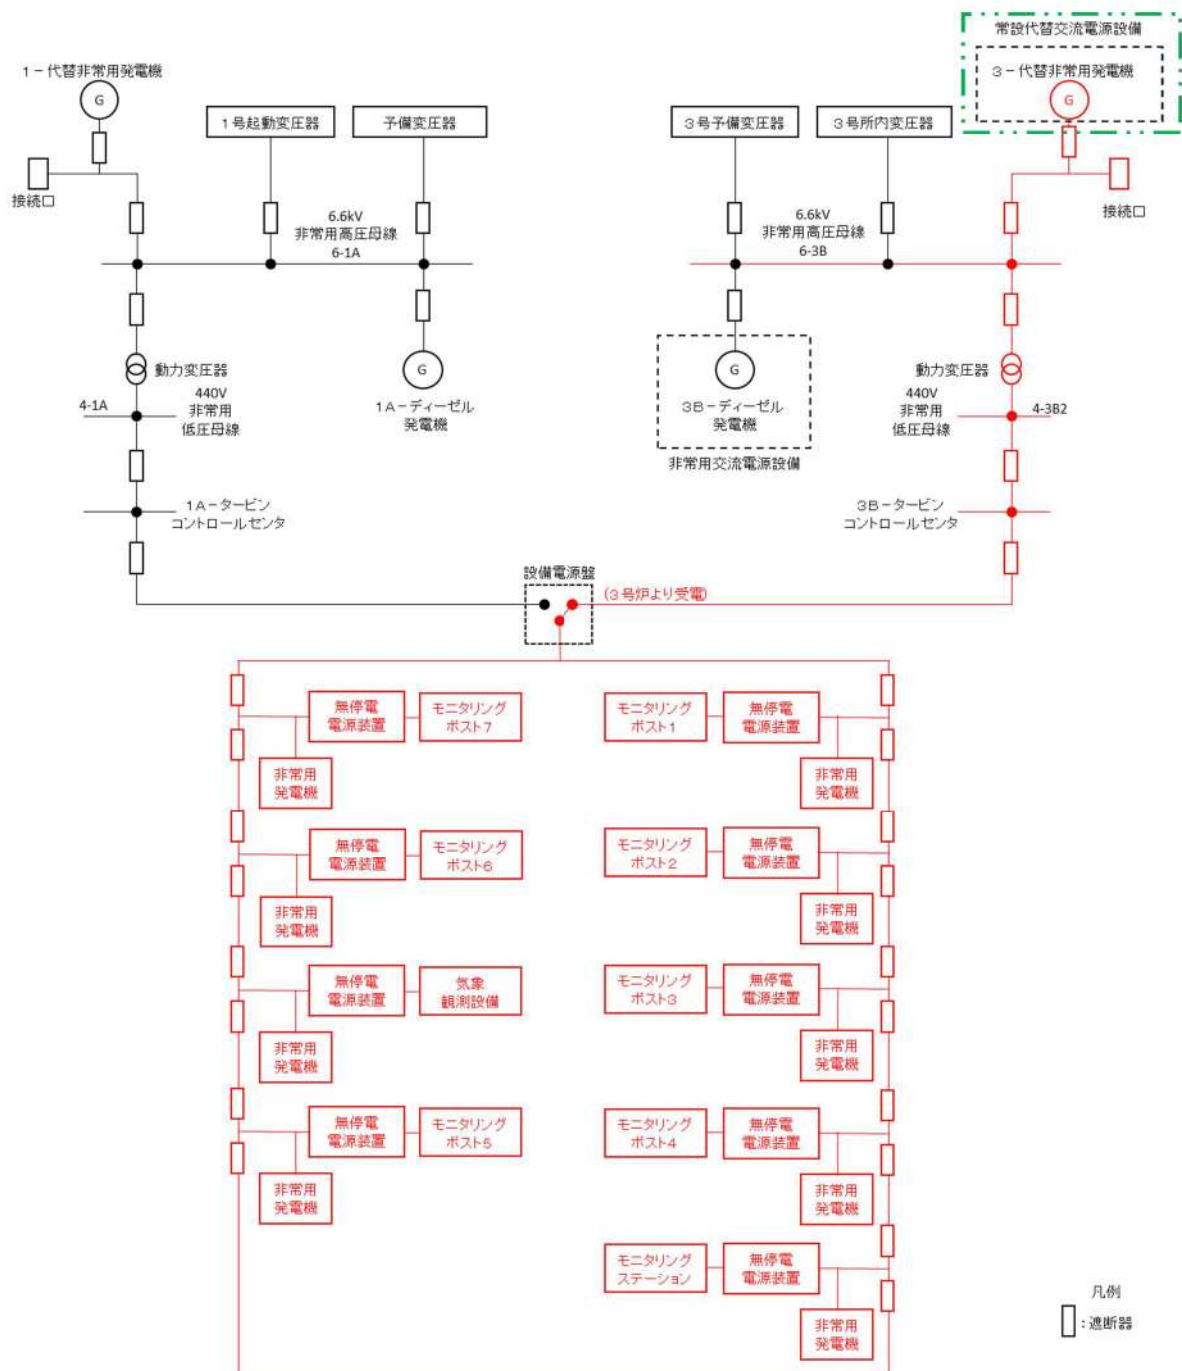 常設代替交流電源設備
1-代替非常用発電機
3-代替非常用発電機
G
G
1号起動変圧器
予備変圧器
3号予備変圧器
3号所内変圧器
接続口
接続口
6.6kV
非常用高圧母線
6-1A
6.6kV
非常用高圧母線
6-3B
動力変圧器
G
G
動力変圧器
4-1A
440V
非常用
低圧母線
1A-ディーゼル
発電機
3B-ディーゼル
発電機
440V
非常用
低圧母線
4-3B2
非常用交流電源設備
1A-タービン
コントロールセンタ
3B-タービン
コントロールセンタ
設備電源盤
(3号炉より受電)
無停電
電源装置
モニタリング
ポスト7
モニタリング
ポスト1
無停電
電源装置
非常用
発電機
非常用
発電機
無停電
電源装置
モニタリング
ポスト6
モニタリング
ポスト2
無停電
電源装置
非常用
発電機
非常用
発電機
無停電
電源装置
気象
観測設備
モニタリング
ポスト3
無停電
電源装置
非常用
発電機
非常用
発電機
無停電
電源装置
モニタリング
ポスト5
モニタリング
ポスト4
無停電
電源装置
非常用
発電機
非常用
発電機
モニタリング
ステーション
無停電
電源装置
非常用
発電機
凡例
:遮断器